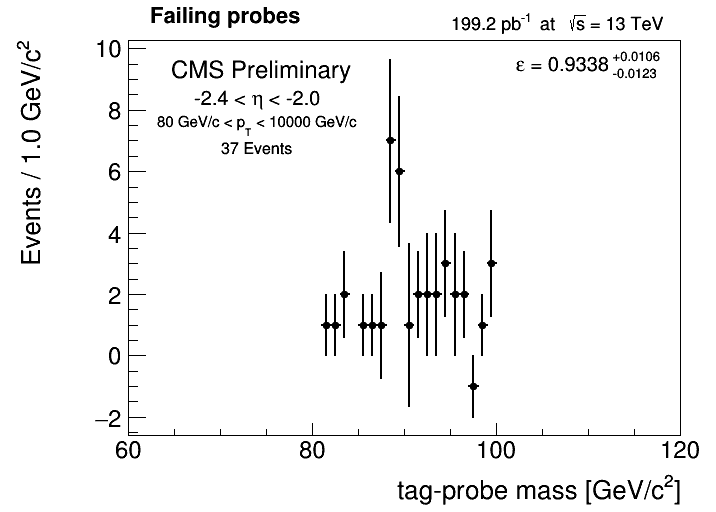 Failing probes
199.2 pb⁻¹ at √s = 13 TeV
CMS Preliminary
-2.4 < η < -2.0
80 GeV/c < p_T < 10000 GeV/c
37 Events
ε = 0.9338 +0.0106 -0.0123
Events / 1.0 GeV/c²
10
8
6
4
2
0
−2
60 80 100 120
tag-probe mass [GeV/c²]